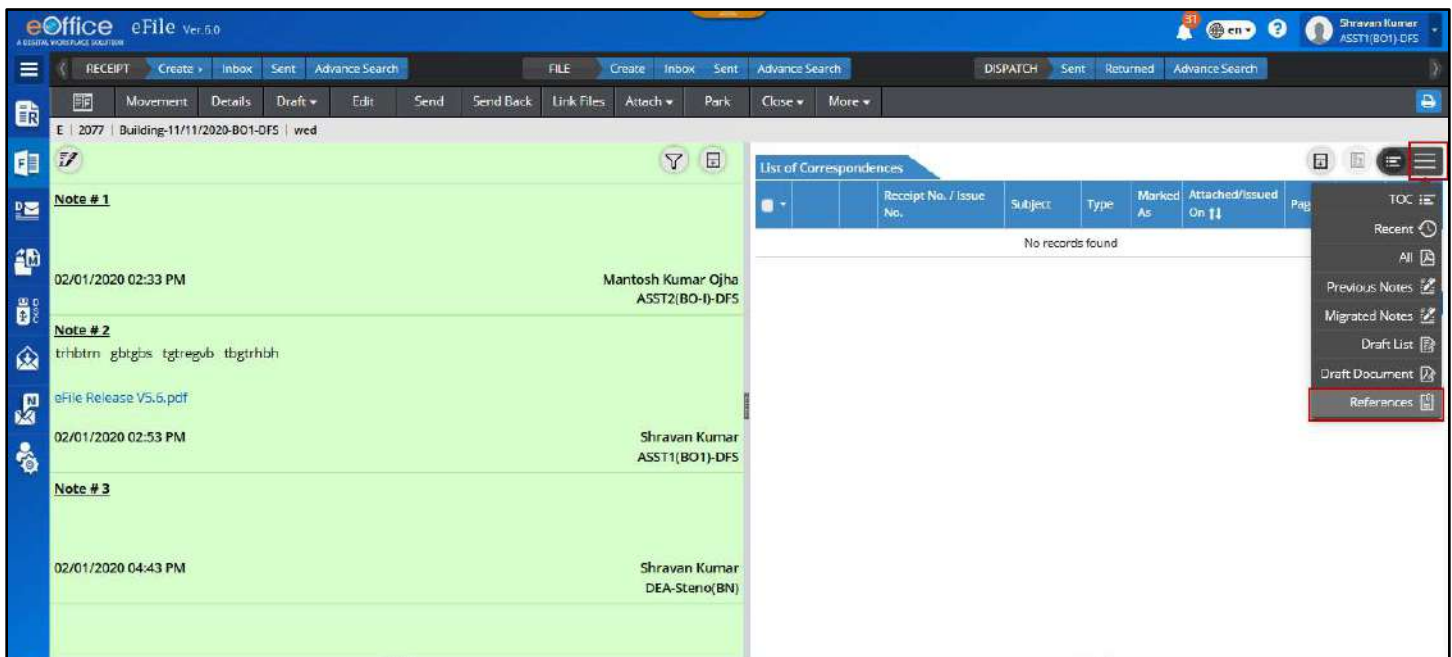 eOffice eFile Ver.6.0
A DIGITAL WORKPLACE SOLUTION
31
en
?
Shravan Kumar
ASST1(BO1)-DFS
RECEIPT Create Inbox Sent Advance Search FILE Create Inbox Sent Advance Search DISPATCH Sent Returned Advance Search
Movement Details Draft Edit Send Send Back Link Files Attach Park Close More
E | 2077 | Building-11/11/2020-BO1-DFS | wed
Note # 1
02/01/2020 02:33 PM Mantosh Kumar Ojha
ASST2(BO-I)-DFS
Note # 2
trhbtrn gbtgbs tgtregvb tbgtrhbh
eFile Release V5.6.pdf
02/01/2020 02:53 PM Shravan Kumar
ASST1(BO1)-DFS
Note # 3
02/01/2020 04:43 PM Shravan Kumar
DEA-Steno(BN)
List of Correspondences
Receipt No. / Issue No. Subject Type Marked As Attached/Issued On Pag
No records found
TOC
Recent
All
Previous Notes
Migrated Notes
Draft List
Draft Document
References